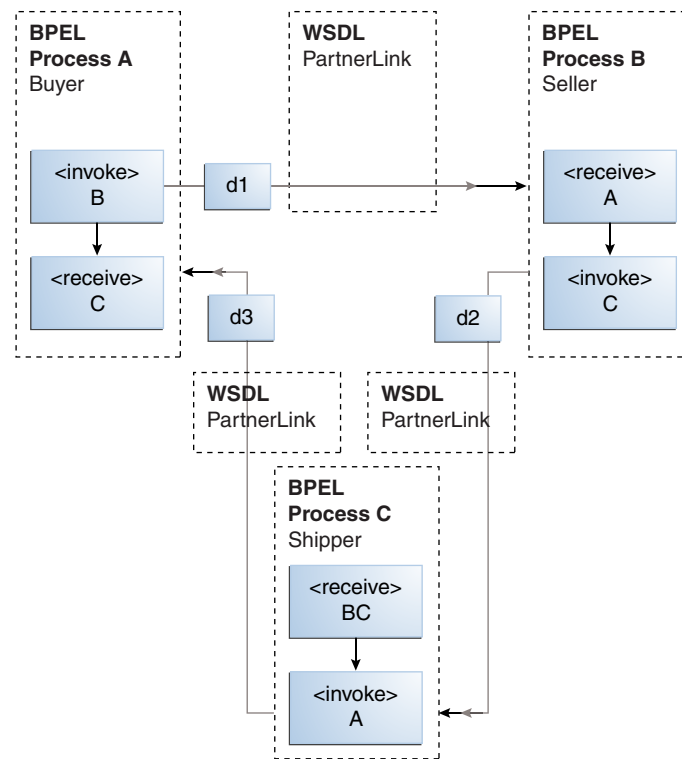 BPEL
Process A
Buyer
WSDL
PartnerLink
BPEL
Process B
Seller
<invoke>
B
d1
<receive>
A
<receive>
C
<invoke>
C
d3
d2
WSDL
PartnerLink
WSDL
PartnerLink
BPEL
Process C
Shipper
<receive>
BC
<invoke>
A